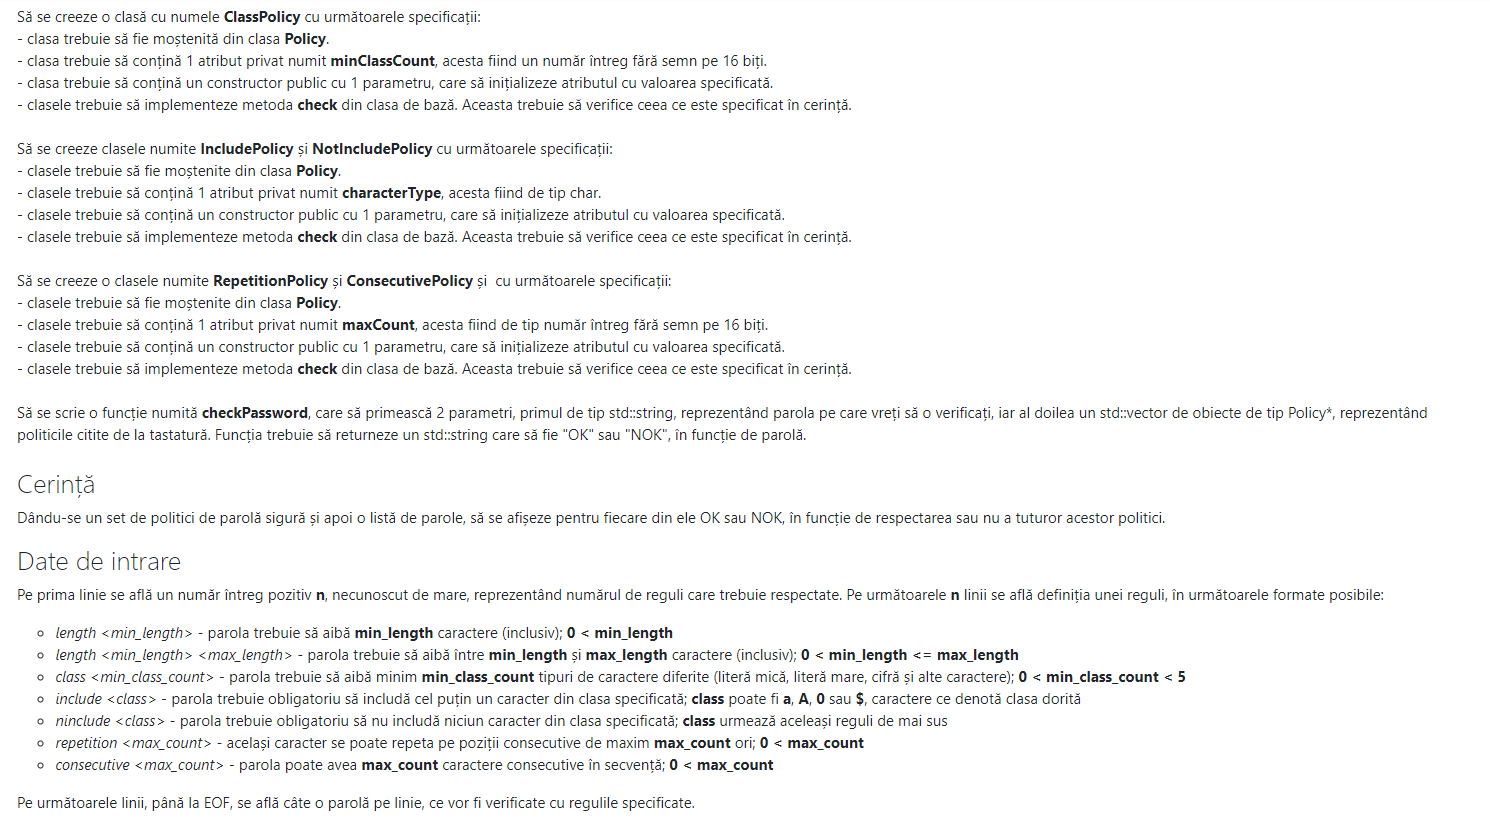 Să se creeze o clasă cu numele ClassPolicy cu următoarele specificații:
- clasa trebuie să fie moștenită din clasa Policy.
- clasa trebuie să conțină 1 atribut privat numit minClassCount, acesta fiind un număr întreg fără semn pe 16 biți.
- clasa trebuie să conțină un constructor public cu 1 parametru, care să inițializeze atributul cu valoarea specificată.
- clasele trebuie să implementeze metoda check din clasa de bază. Aceasta trebuie să verifice ceea ce este specificat în cerință.
Să se creeze clasele numite IncludePolicy și NotIncludePolicy cu următoarele specificații:
- clasele trebuie să fie moștenite din clasa Policy.
- clasele trebuie să conțină 1 atribut privat numit characterType, acesta fiind de tip char.
- clasele trebuie să conțină un constructor public cu 1 parametru, care să inițializeze atributul cu valoarea specificată.
- clasele trebuie să implementeze metoda check din clasa de bază. Aceasta trebuie să verifice ceea ce este specificat în cerință.
Să se creeze o clasele numite RepetitionPolicy și ConsecutivePolicy și  cu următoarele specificații:
- clasele trebuie să fie moștenite din clasa Policy.
- clasele trebuie să conțină 1 atribut privat numit maxCount, acesta fiind de tip număr întreg fără semn pe 16 biți.
- clasele trebuie să conțină un constructor public cu 1 parametru, care să inițializeze atributul cu valoarea specificată.
- clasele trebuie să implementeze metoda check din clasa de bază. Aceasta trebuie să verifice ceea ce este specificat în cerință.
Să se scrie o funcție numită checkPassword, care să primească 2 parametri, primul de tip std::string, reprezentând parola pe care vreți să o verificați, iar al doilea un std::vector de obiecte de tip Policy*, reprezentând
politicile citite de la tastatură. Funcția trebuie să returneze un std::string care să fie "OK" sau "NOK", în funcție de parolă.
Cerință
Dându-se un set de politici de parolă sigură și apoi o listă de parole, să se afișeze pentru fiecare din ele OK sau NOK, în funcție de respectarea sau nu a tuturor acestor politici.
Date de intrare
Pe prima linie se află un număr întreg pozitiv n, necunoscut de mare, reprezentând numărul de reguli care trebuie respectate. Pe următoarele n linii se află definiția unei reguli, în următoarele formate posibile:
○ length <min_length> - parola trebuie să aibă min_length caractere (inclusiv); 0 < min_length
○ length <min_length> <max_length> - parola trebuie să aibă între min_length și max_length caractere (inclusiv); 0 < min_length <= max_length
○ class <min_class_count> - parola trebuie să aibă minim min_class_count tipuri de caractere diferite (literă mică, literă mare, cifră și alte caractere); 0 < min_class_count < 5
○ include <class> - parola trebuie obligatoriu să includă cel puțin un caracter din clasa specificată; class poate fi a, A, 0 sau $, caractere ce denotă clasa dorită
○ ninclude <class> - parola trebuie obligatoriu să nu includă niciun caracter din clasa specificată; class urmează aceleași reguli de mai sus
○ repetition <max_count> - același caracter se poate repeta pe poziții consecutive de maxim max_count ori; 0 < max_count
○ consecutive <max_count> - parola poate avea max_count caractere consecutive în secvență; 0 < max_count
Pe următoarele linii, până la EOF, se află câte o parolă pe linie, ce vor fi verificate cu regulile specificate.